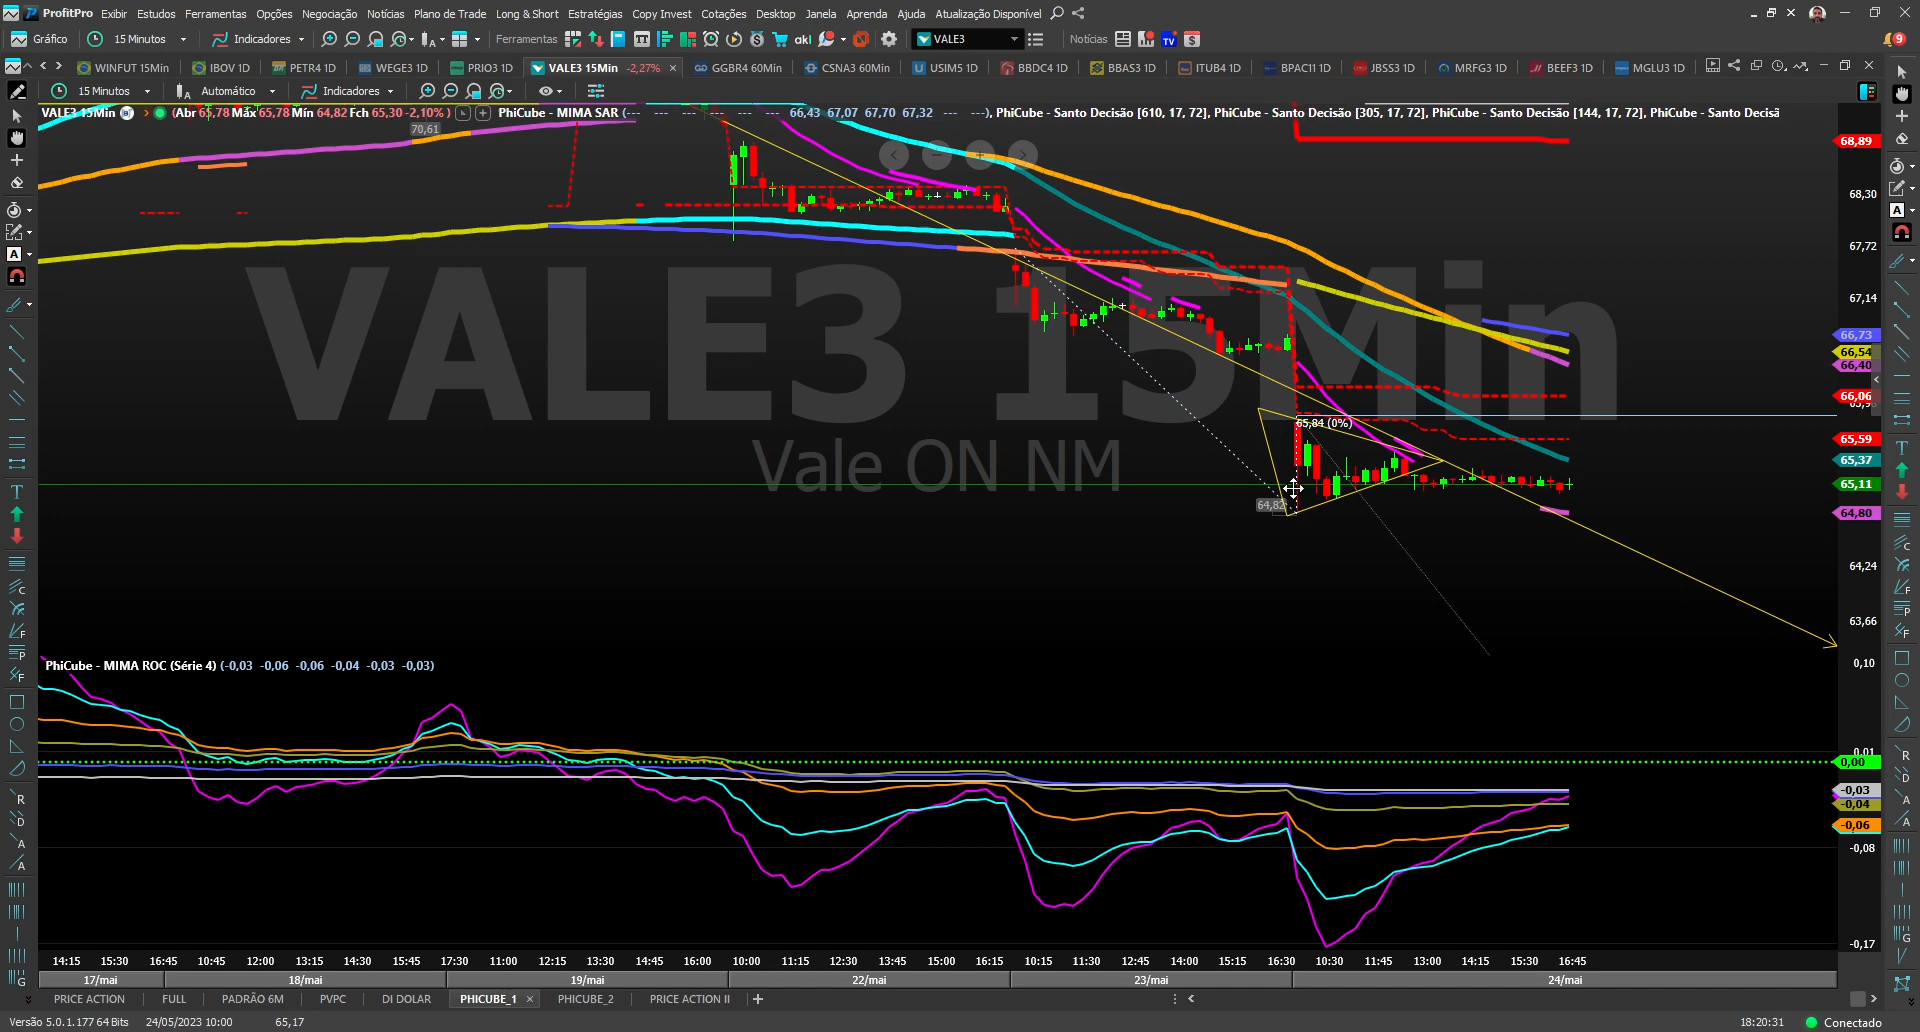 ProfitPro Exibir Estudos Ferramentas Opções Negociação Notícias Plano de Trade Long & Short Estratégias Copy Invest Cotações Desktop Janela Aprenda Ajuda Atualização Disponível
Gráfico 15 Minutos Indicadores Ferramentas TT akl TV VALE3 Notícias 9
WINFUT 15Min IBOV 1D PETR4 1D WEGE3 1D PRIO3 1D VALE3 15Min -2,27% GGBR4 60Min CSNA3 60Min USIM5 1D BBDC4 1D BBAS3 1D ITUB4 1D BPAC11 1D JBSS3 1D MRFG3 1D BEEF3 1D MGLU3 1D
15 Minutos Automático Indicadores
VALE3 15Min (Abr 65,78 Máx 65,78 Mín 64,82 Fch 65,30 -2,10% ) PhiCube - MIMA SAR (--- --- --- --- --- --- 66,43 67,07 67,70 67,32 --- ---), PhiCube - Santo Decisão [610, 17, 72], PhiCube - Santo Decisão [305, 17, 72], PhiCube - Santo Decisão [144, 17, 72], PhiCube - Santo Decisã
70,61
68,89
68,30
67,72
VALE3 15Min
67,14
66,73
66,54
66,40
66,06
65,84 (0%)
65,59
Vale ON NM
65,37
65,11
64,82
64,80
64,24
63,66
PhiCube - MIMA ROC (Série 4) (-0,03 -0,06 -0,06 -0,04 -0,03 -0,03)
0,10
0,01
0,00
-0,03
-0,04
-0,06
-0,08
-0,17
14:15 15:30 16:45 10:45 12:00 13:15 14:30 15:45 17:30 11:00 12:15 13:30 14:45 16:00 10:00 11:15 12:30 13:45 15:00 16:15 10:15 11:30 12:45 14:00 15:15 16:30 10:30 11:45 13:00 14:15 15:30 16:45
17/mai 18/mai 19/mai 22/mai 23/mai 24/mai
PRICE ACTION FULL PADRÃO 6M PVPC DI DOLAR PHICUBE_1 PHICUBE_2 PRICE ACTION II
Versão 5.0.1.177 64 Bits 24/05/2023 10:00 65,17 18:20:31 Conectado